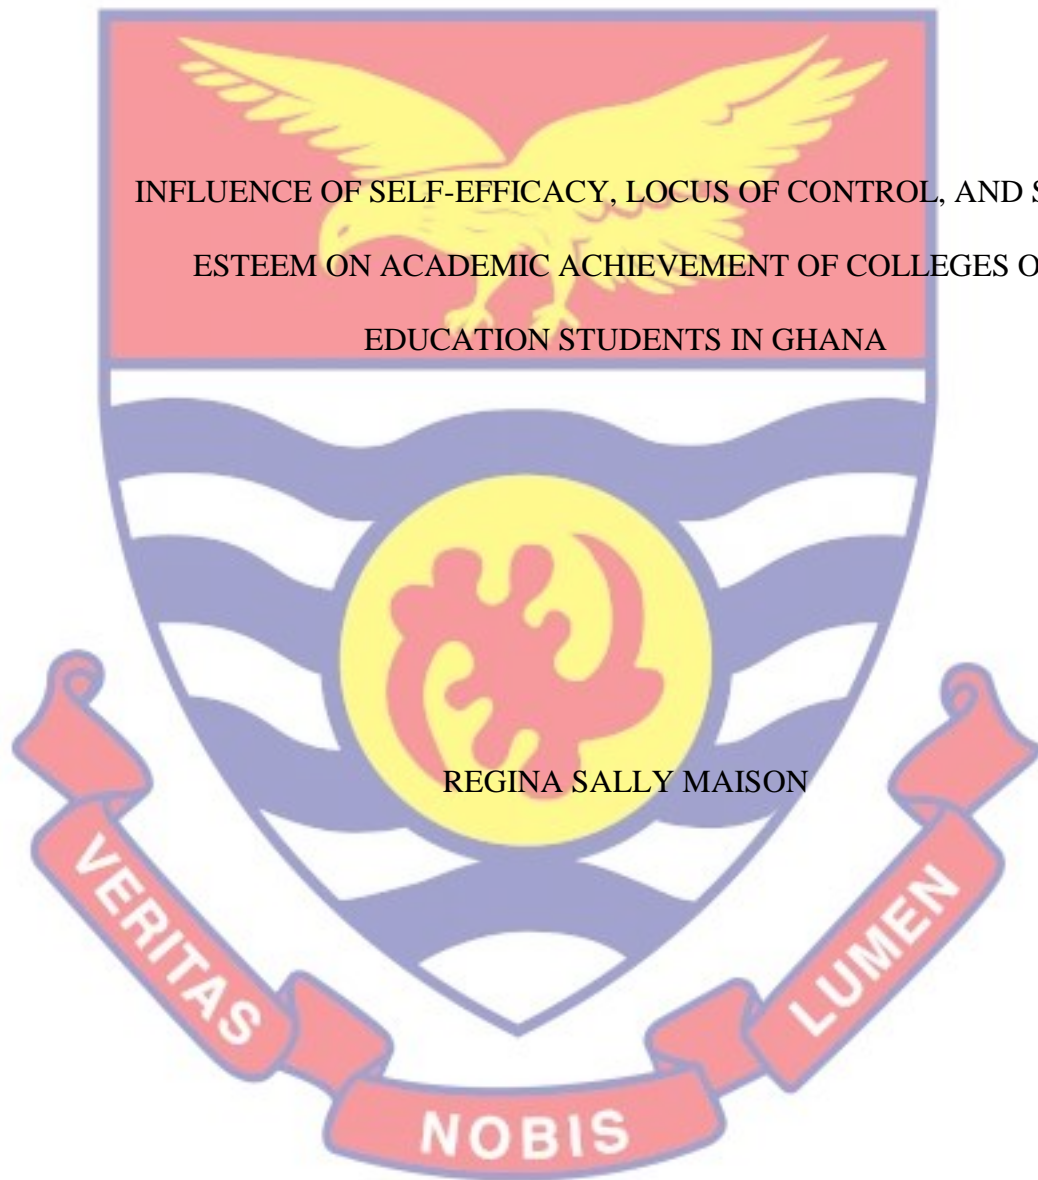 INFLUENCE OF SELF-EFFICACY, LOCUS OF CONTROL, AND
ESTEEM ON ACADEMIC ACHIEVEMENT OF COLLEGES
EDUCATION STUDENTS IN GHANA
REGINA SALLY MAISON
VERITAS
NOBIS
LUMEN